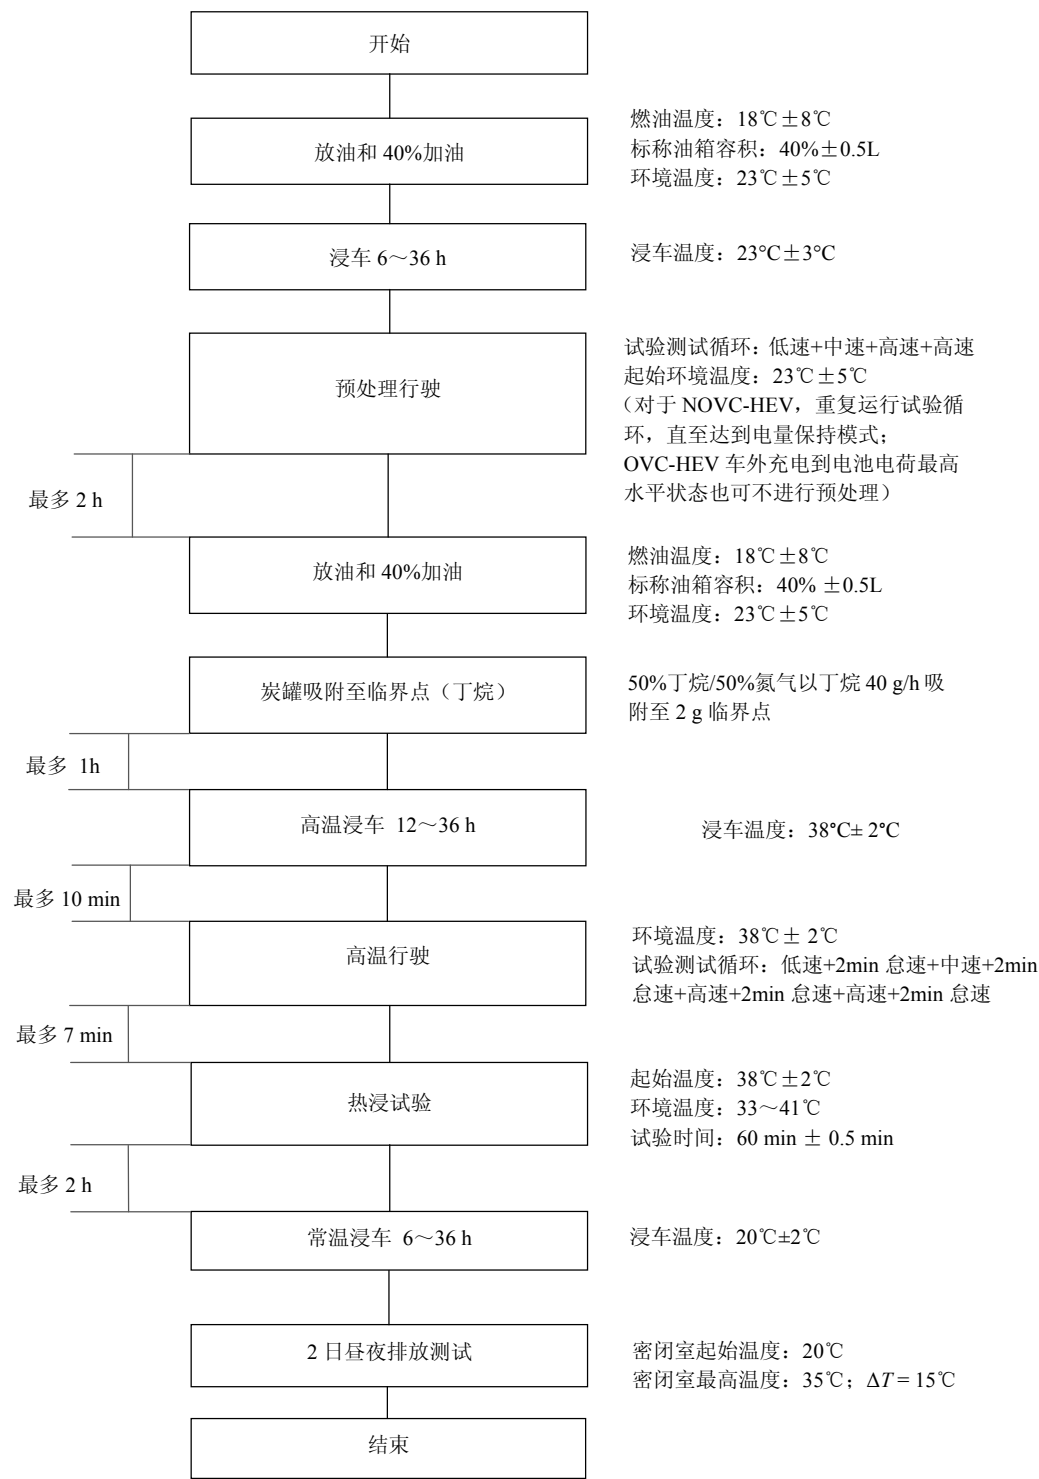 开始
放油和 40%加油
燃油温度：18℃±8℃
标称油箱容积：40%±0.5L
环境温度：23℃±5℃
浸车 6～36 h
浸车温度：23°C±3°C
预处理行驶
试验测试循环：低速+中速+高速+高速
起始环境温度：23℃±5℃
（对于 NOVC-HEV，重复运行试验循
环，直至达到电量保持模式；
OVC-HEV 车外充电到电池电荷最高
水平状态也可不进行预处理）
最多 2 h
放油和 40%加油
燃油温度：18℃±8℃
标称油箱容积：40% ±0.5L
环境温度：23℃±5℃
炭罐吸附至临界点（丁烷）
50%丁烷/50%氮气以丁烷 40 g/h 吸
附至 2 g 临界点
最多 1h
高温浸车 12～36 h
浸车温度：38°C± 2°C
最多 10 min
高温行驶
环境温度：38℃± 2℃
试验测试循环：低速+2min 怠速+中速+2min
怠速+高速+2min 怠速+高速+2min 怠速
最多 7 min
热浸试验
起始温度：38℃±2℃
环境温度：33～41℃
试验时间：60 min ± 0.5 min
最多 2 h
常温浸车 6～36 h
浸车温度：20℃±2℃
2 日昼夜排放测试
密闭室起始温度：20℃
密闭室最高温度：35℃；ΔT = 15℃
结束